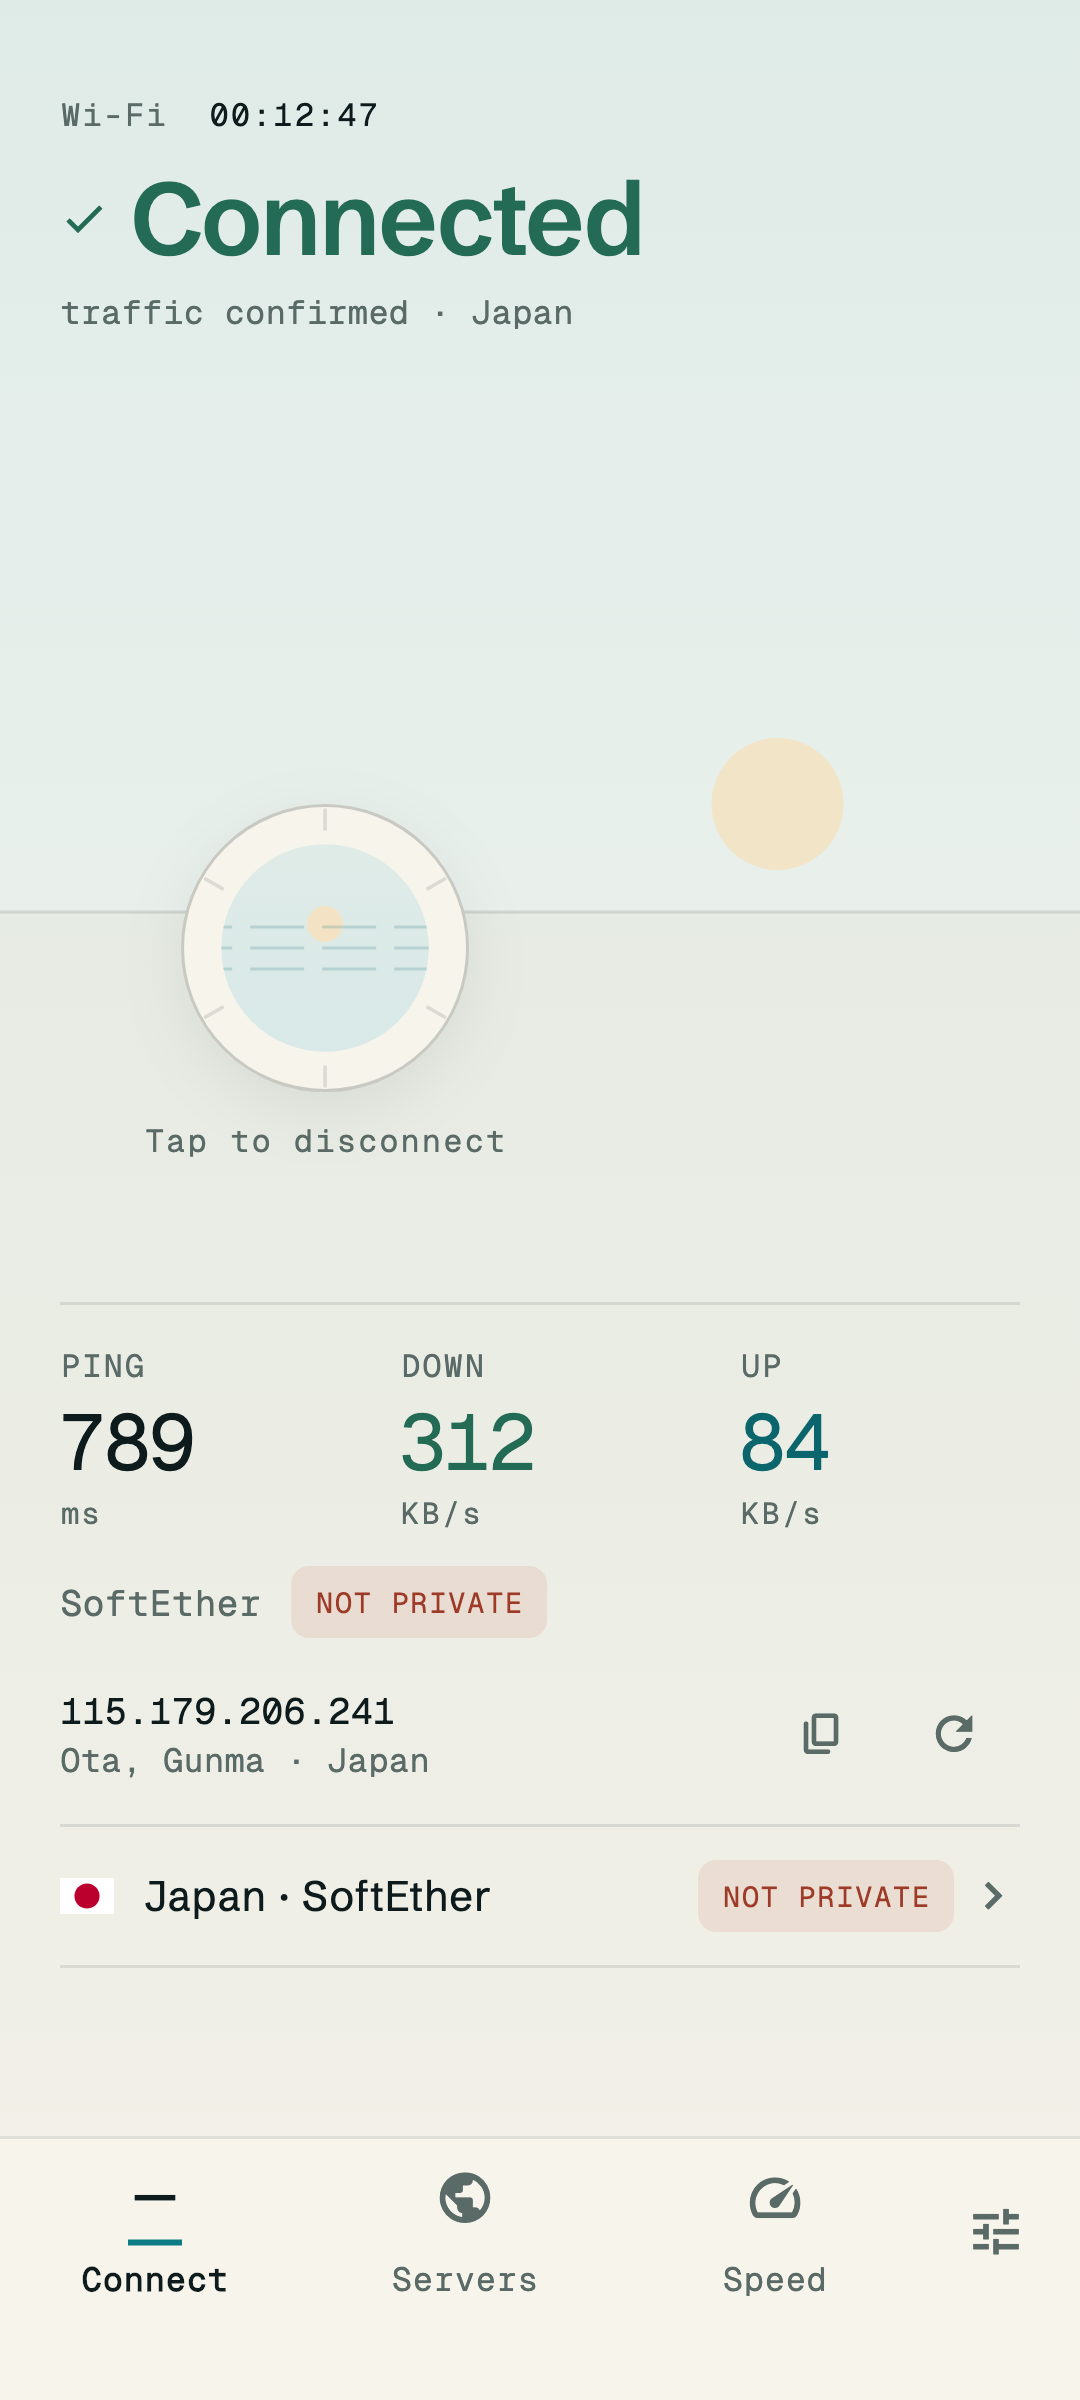 Wi-Fi 00:12:47
Connected
traffic confirmed · Japan
Tap to disconnect
PING DOWN UP
789 312 84
ms KB/s KB/s
SoftEther NOT PRIVATE
115.179.206.241
Ota, Gunma · Japan
Japan · SoftEther NOT PRIVATE
Connect Servers Speed